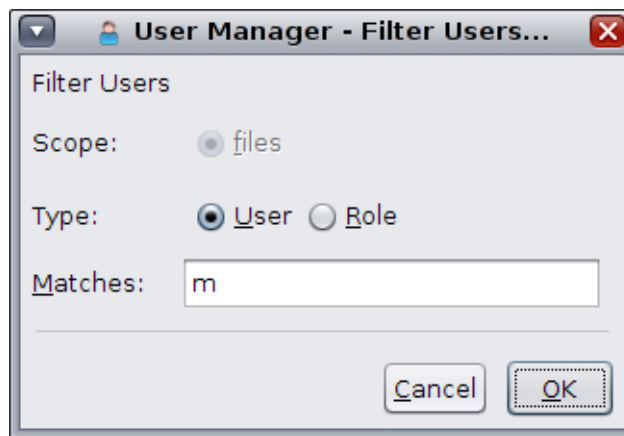 User Manager - Filter Users...
Filter Users
Scope: files
Type: User Role
Matches: m
Cancel OK